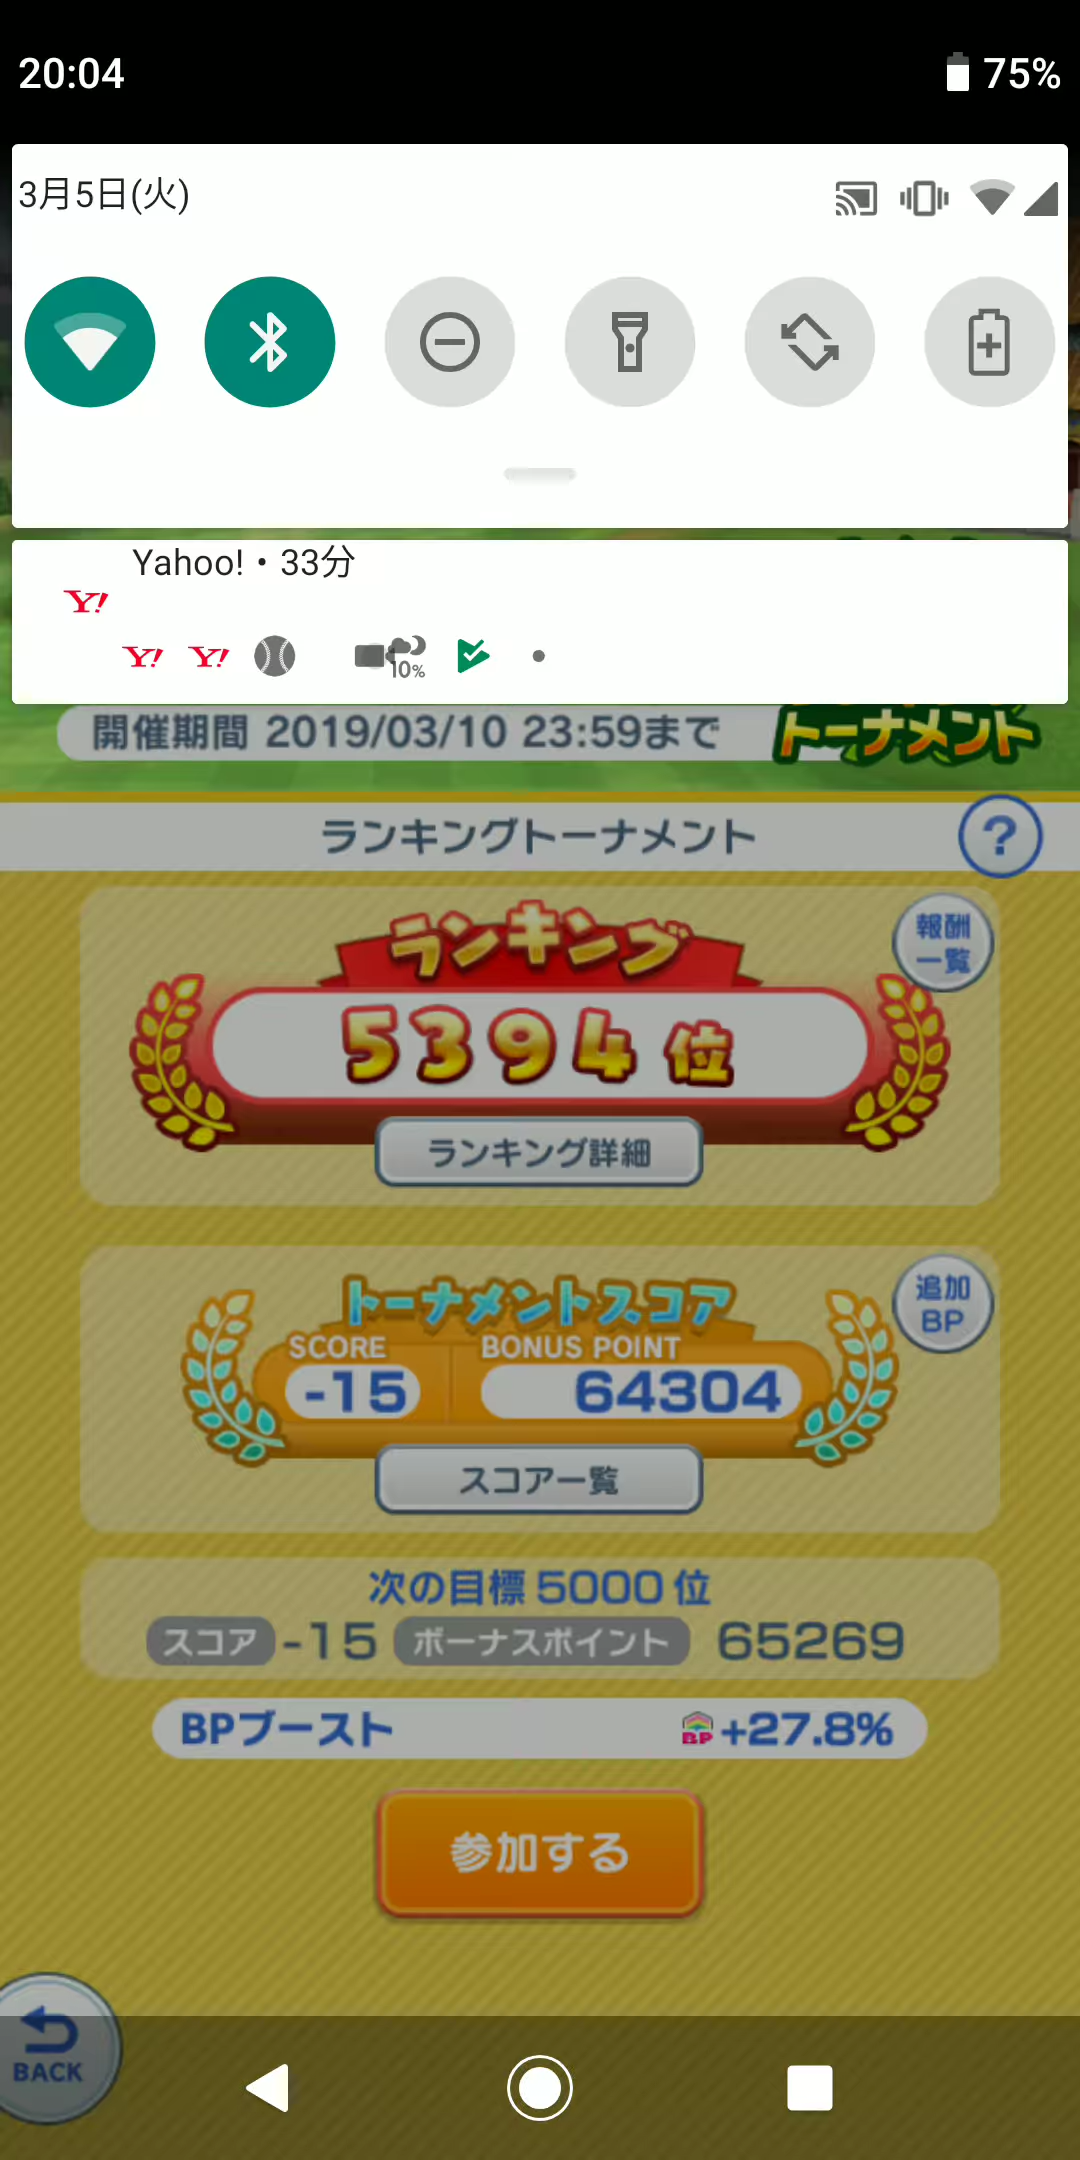 20:04 75%
3月5日(火)
Yahoo! • 33分
Y!
Y! Y! 10%
開催期間 2019/03/10 23:59まで
トーナメント
ランキングトーナメント ?
ランキング
報酬
一覧
5394位
ランキング詳細
トーナメントスコア
追加
BP
SCORE BONUS POINT
-15 64304
スコア一覧
次の目標 5000位
スコア -15 ボーナスポイント 65269
BPブースト BP +27.8%
参加する
BACK